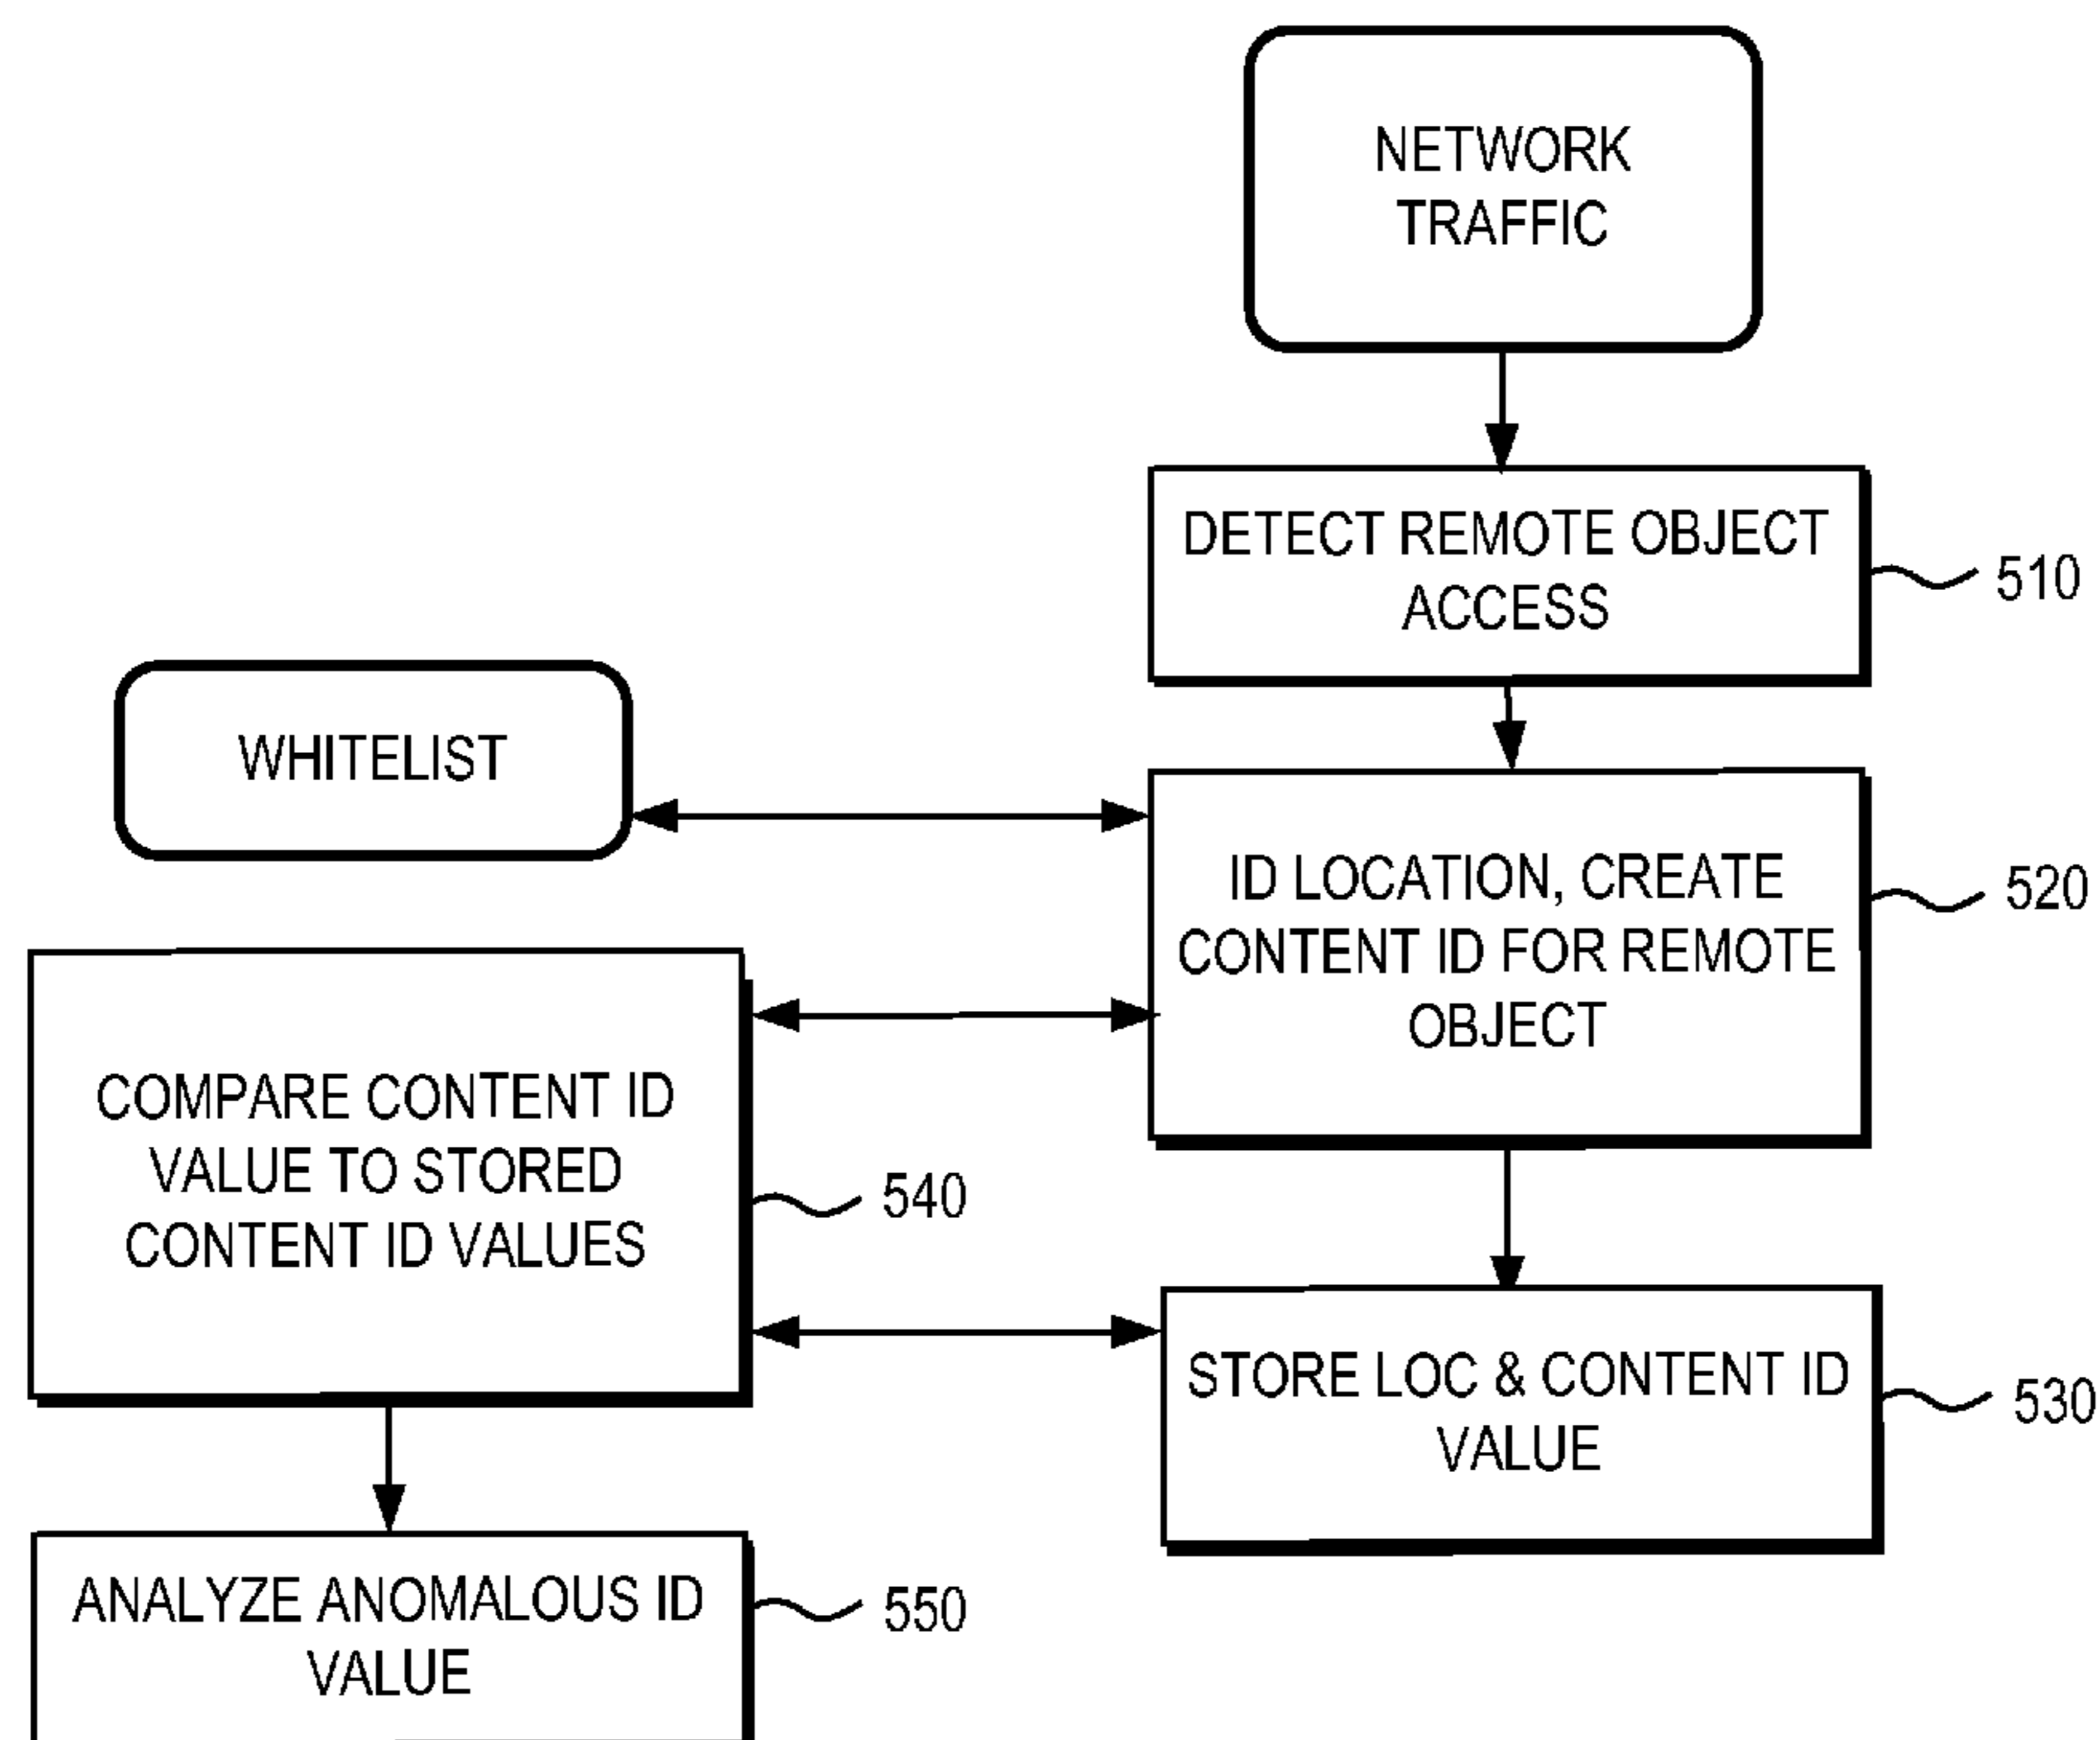 NETWORK
TRAFFIC
DETECT REMOTE OBJECT
ACCESS
510
WHITELIST
ID LOCATION, CREATE
CONTENT ID FOR REMOTE
OBJECT
520
COMPARE CONTENT ID
VALUE TO STORED
CONTENT ID VALUES
540
STORE LOC & CONTENT ID
VALUE
530
ANALYZE ANOMALOUS ID
VALUE
550